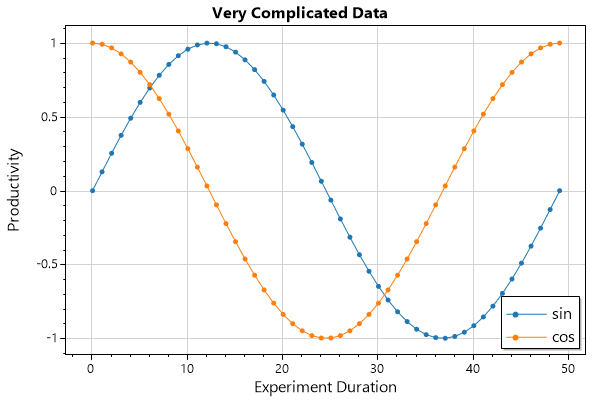 Very Complicated Data
Productivity
1
0.5
0
-0.5
-1
0
10
20
30
40
50
Experiment Duration
sin
cos